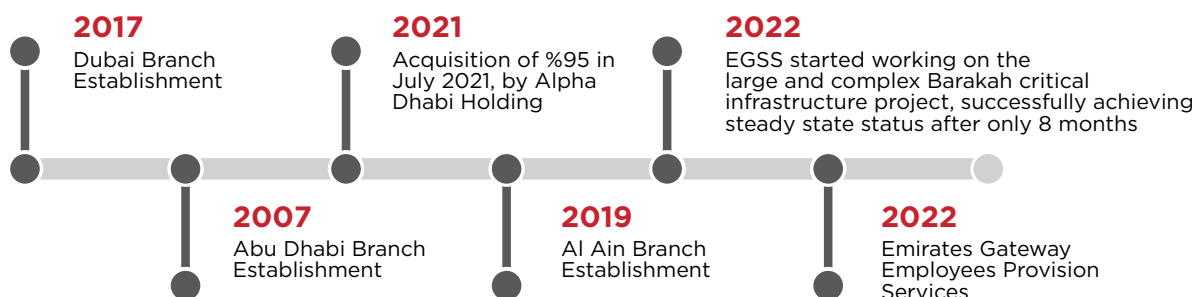 2017
Dubai Branch
Establishment
2021
Acquisition of %95 in
July 2021, by Alpha
Dhabi Holding
2022
EGSS started working on the
large and complex Barakah critical
infrastructure project, successfully achieving
steady state status after only 8 months
2007
Abu Dhabi Branch
Establishment
2019
Al Ain Branch
Establishment
2022
Emirates Gateway
Employees Provision
Services